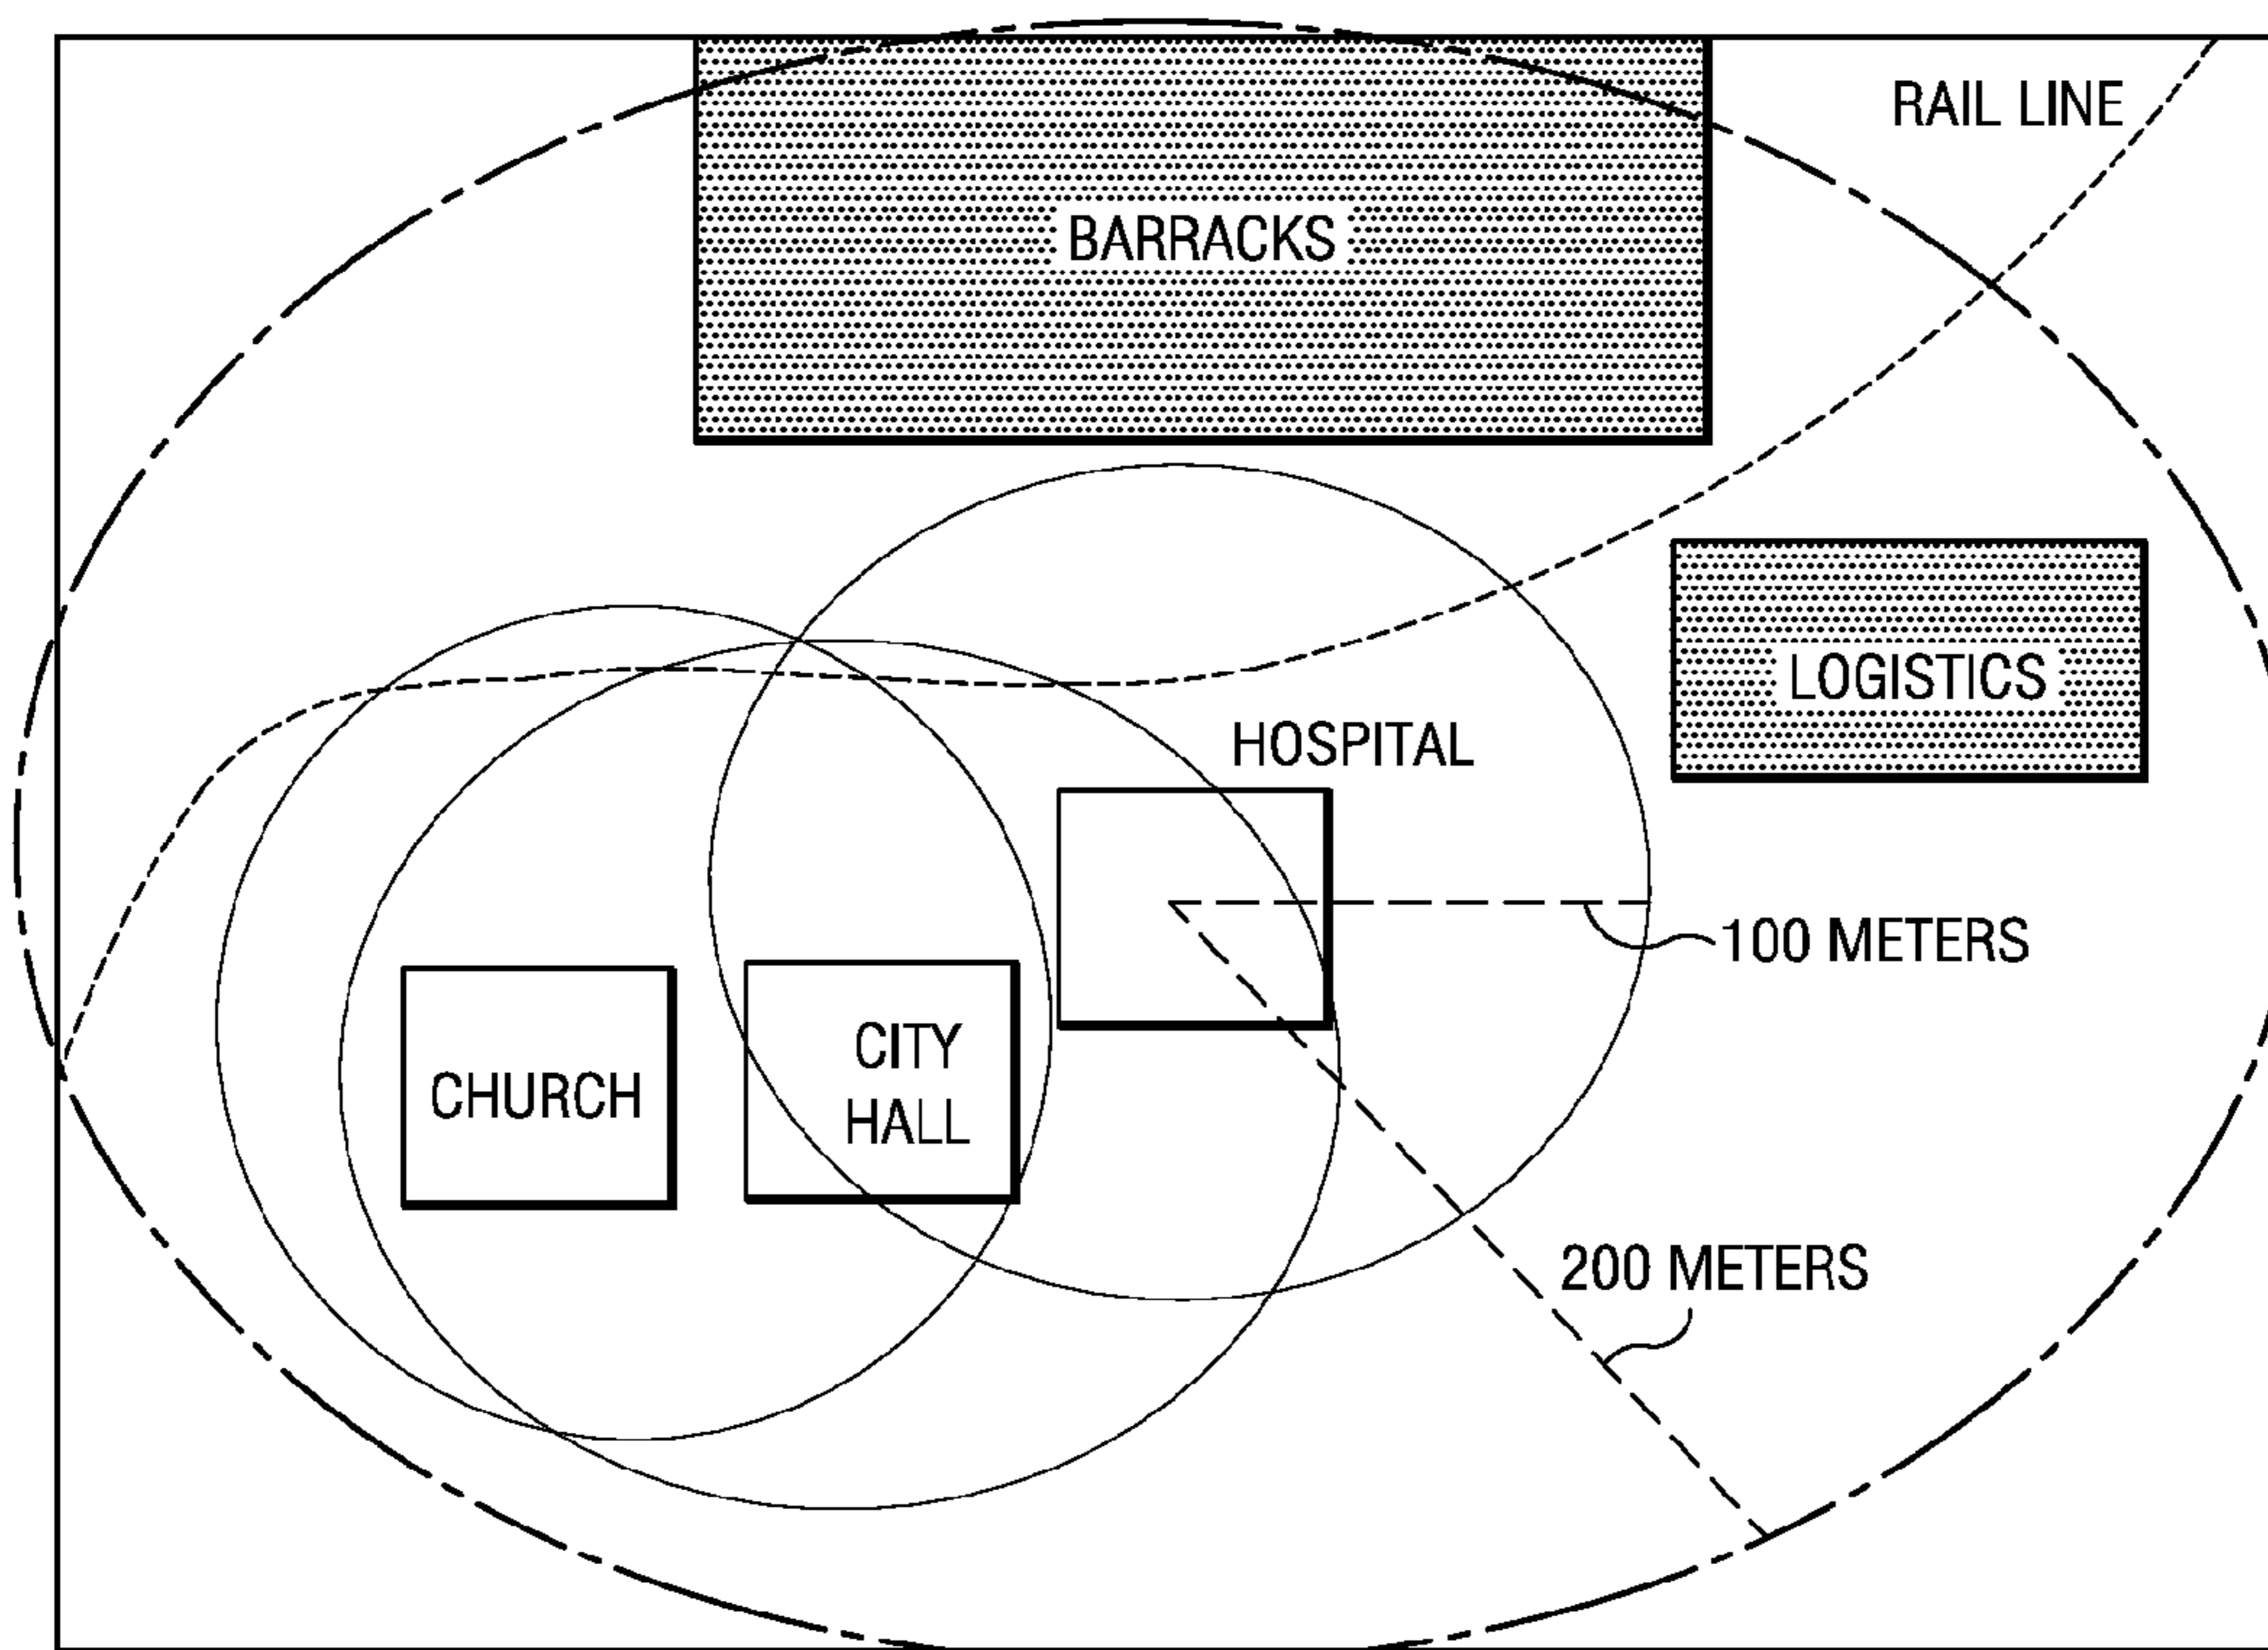 RAIL LINE
BARRACKS
LOGISTICS
HOSPITAL
100 METERS
CITY
HALL
CHURCH
200 METERS